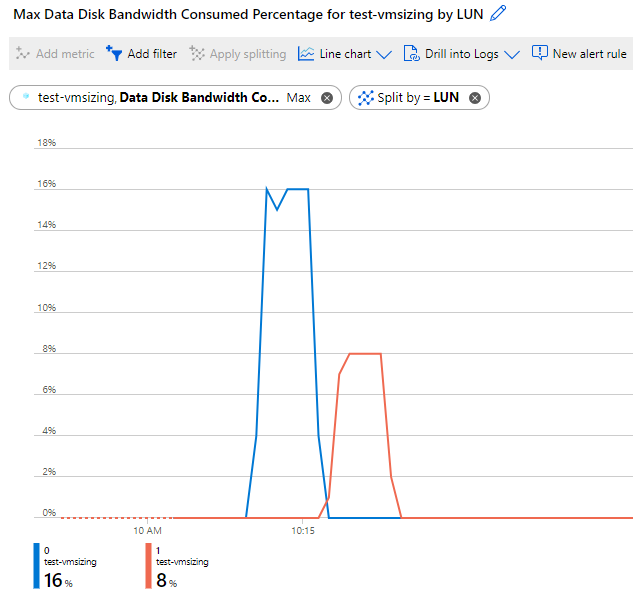 Max Data Disk Bandwidth Consumed Percentage for test-vmsizing by LUN
Add metric Add filter Apply splitting Line chart Drill into Logs New alert rule
test-vmsizing, Data Disk Bandwidth Co... Max Split by = LUN
18%
16%
14%
12%
10%
8%
6%
4%
2%
0%
10 AM 10:15
0 1
test-vmsizing test-vmsizing
16 % 8 %